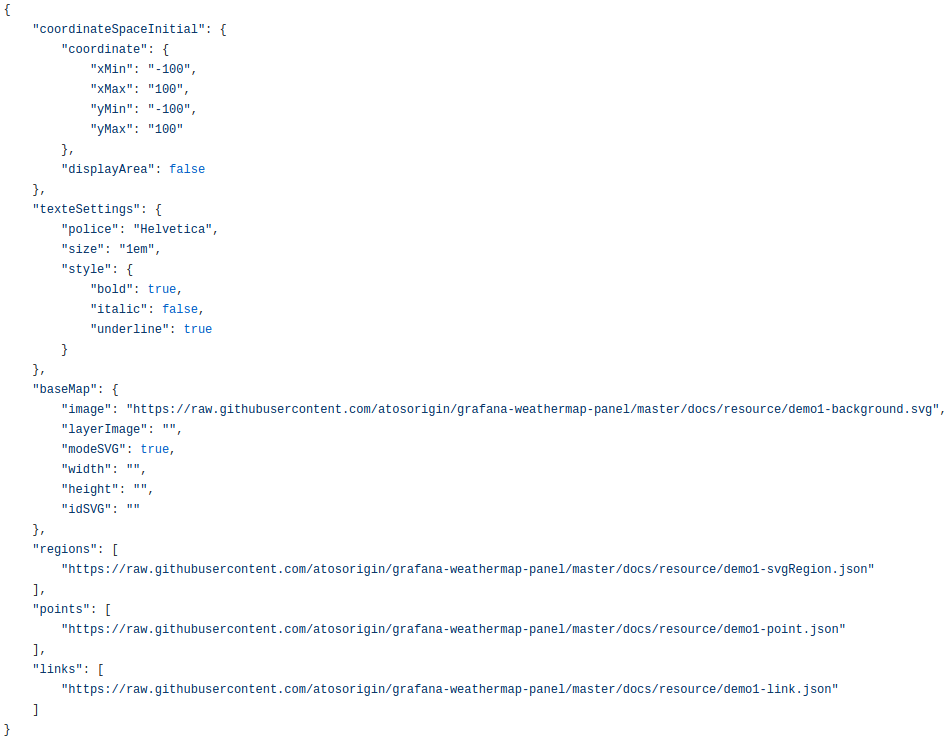 {
    "coordinateSpaceInitial": {
        "coordinate": {
            "xMin": "-100",
            "xMax": "100",
            "yMin": "-100",
            "yMax": "100"
        },
        "displayArea": false
    },
    "texteSettings": {
        "police": "Helvetica",
        "size": "1em",
        "style": {
            "bold": true,
            "italic": false,
            "underline": true
        }
    },
    "baseMap": {
        "image": "https://raw.githubusercontent.com/atosorigin/grafana-weathermap-panel/master/docs/resource/demo1-background.svg",
        "layerImage": "",
        "modeSVG": true,
        "width": "",
        "height": "",
        "idSVG": ""
    },
    "regions": [
        "https://raw.githubusercontent.com/atosorigin/grafana-weathermap-panel/master/docs/resource/demo1-svgRegion.json"
    ],
    "points": [
        "https://raw.githubusercontent.com/atosorigin/grafana-weathermap-panel/master/docs/resource/demo1-point.json"
    ],
    "links": [
        "https://raw.githubusercontent.com/atosorigin/grafana-weathermap-panel/master/docs/resource/demo1-link.json"
    ]
}